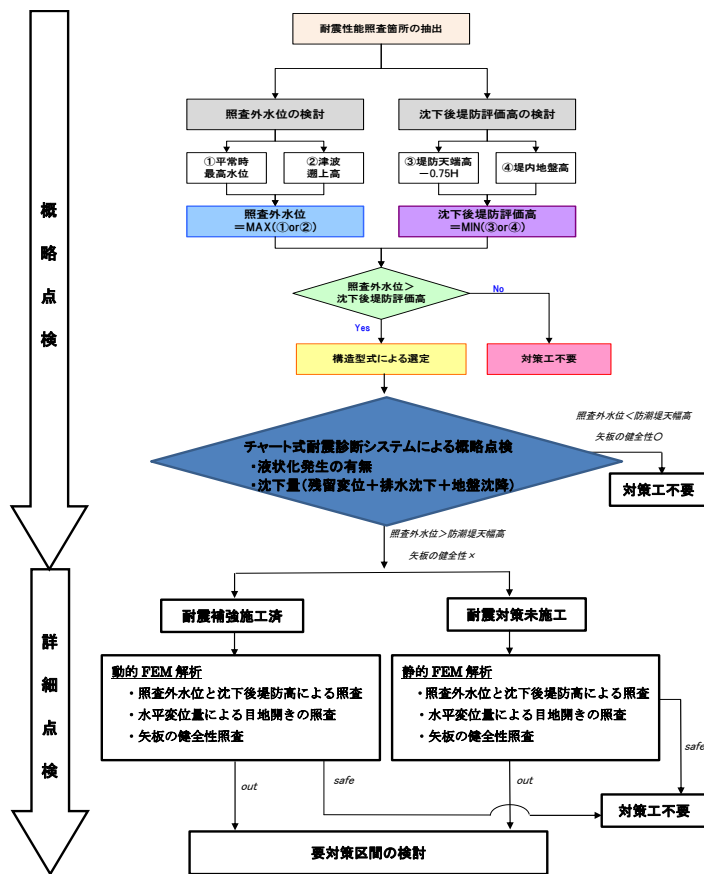 耐震性能照査箇所の抽出
照査外水位の検討
沈下後堤防評価高の検討
①平常時
最高水位
②津波
遡上高
③堤防天端高
－0.75H
④堤内地盤高
照査外水位
＝MAX(①or②)
沈下後堤防評価高
＝MIN(③or④)
照査外水位＞
沈下後堤防評価高
No
Yes
構造型式による選定
対策工不要
概略点検
チャート式耐震診断システムによる概略点検
・液状化発生の有無
・沈下量(残留変位＋排水沈下＋地盤沈降)
照査外水位＜防潮堤天幅高
矢板の健全性〇
対策工不要
照査外水位＞防潮堤天幅高
矢板の健全性×
耐震補強施工済
耐震対策未施工
詳細点検
動的 FEM 解析
・照査外水位と沈下後堤防高による照査
・水平変位量による目地開きの照査
・矢板の健全性照査
静的 FEM 解析
・照査外水位と沈下後堤防高による照査
・水平変位量による目地開きの照査
・矢板の健全性照査
safe
out
safe
out
対策工不要
要対策区間の検討